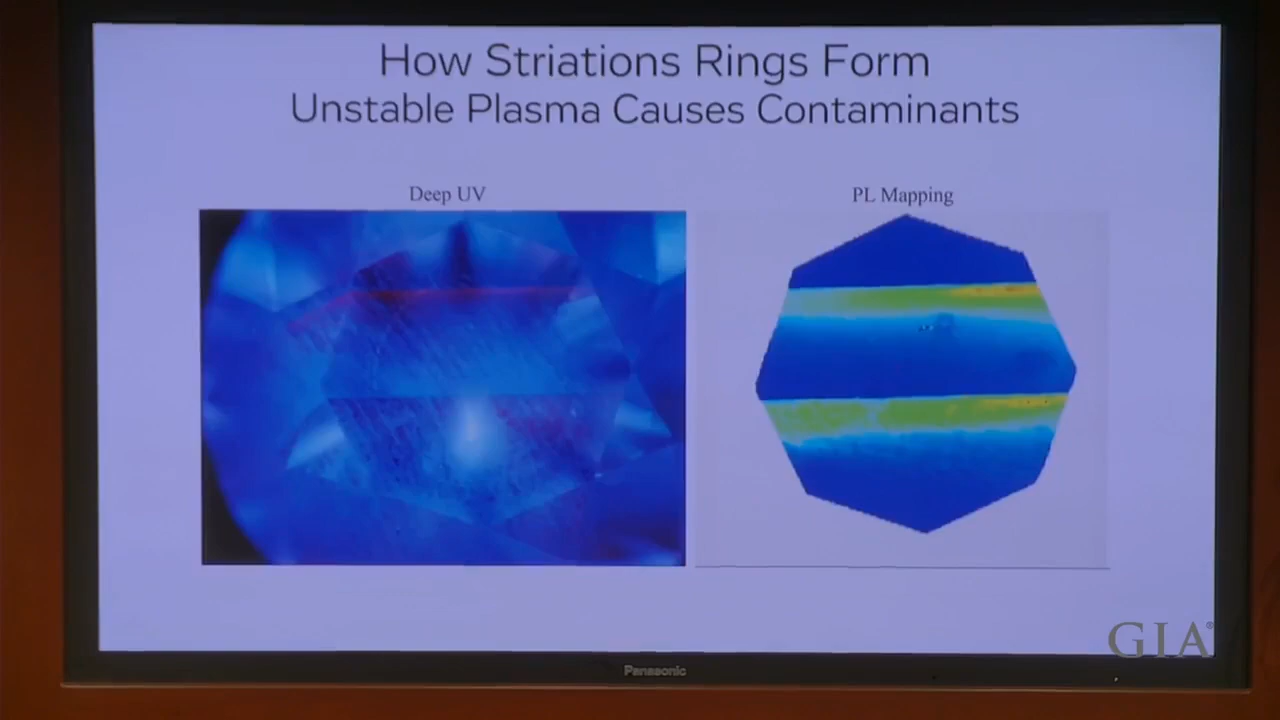 How Striations Rings Form
Unstable Plasma Causes Contaminants
Deep UV
PL Mapping
GIA®
Panasonic